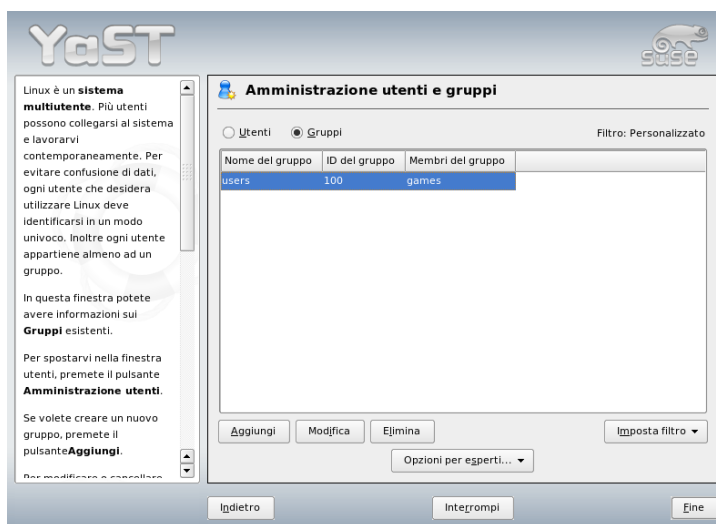 YaST
suse
Linux è un sistema
multiutente. Più utenti
possono collegarsi al sistema
e lavorarvi
contemporaneamente. Per
evitare confusione di dati,
ogni utente che desidera
utilizzare Linux deve
identificarsi in un modo
univoco. Inoltre ogni utente
appartiene almeno ad un
gruppo.
In questa finestra potete
avere informazioni sui
Gruppi esistenti.
Per spostarvi nella finestra
utenti, premete il pulsante
Amministrazione utenti.
Se volete creare un nuovo
gruppo, premete il
pulsanteAggiungi.
Per modificare o cancellare
Amministrazione utenti e gruppi
Utenti Gruppi Filtro: Personalizzato
Nome del gruppo ID del gruppo Membri del gruppo
users 100 games
Aggiungi Modifica Elimina Imposta filtro
Opzioni per esperti...
Indietro Interrompi Fine